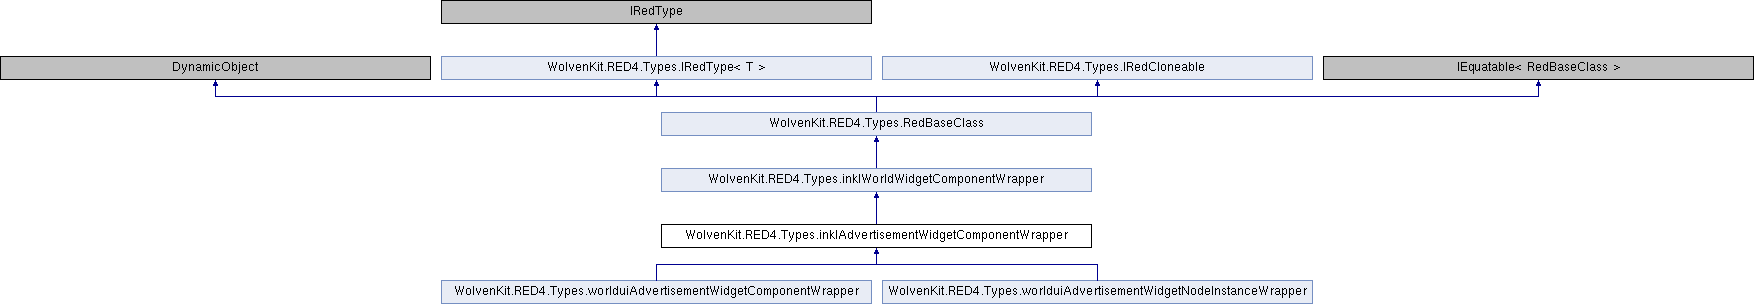 IRedType
DynamicObject
WolvenKit.RED4.Types.IRedType< T >
WolvenKit.RED4.Types.IRedCloneable
IEquatable< RedBaseClass >
WolvenKit.RED4.Types.RedBaseClass
WolvenKit.RED4.Types.inkIWorldWidgetComponentWrapper
WolvenKit.RED4.Types.inkIAdvertisementWidgetComponentWrapper
WolvenKit.RED4.Types.worlduiAdvertisementWidgetComponentWrapper
WolvenKit.RED4.Types.worlduiAdvertisementWidgetNodeInstanceWrapper